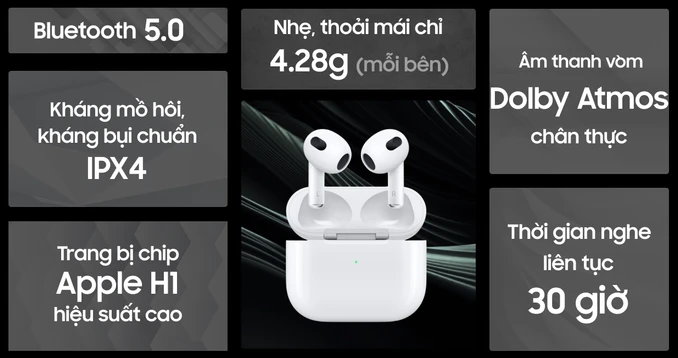 Bluetooth 5.0
Kháng mồ hôi,
kháng bụi chuẩn
IPX4
Trang bị chip
Apple H1
hiệu suất cao
Nhẹ, thoải mái chỉ
4.28g (mỗi bên)
Âm thanh vòm
Dolby Atmos
chân thực
Thời gian nghe
liên tục
30 giờ